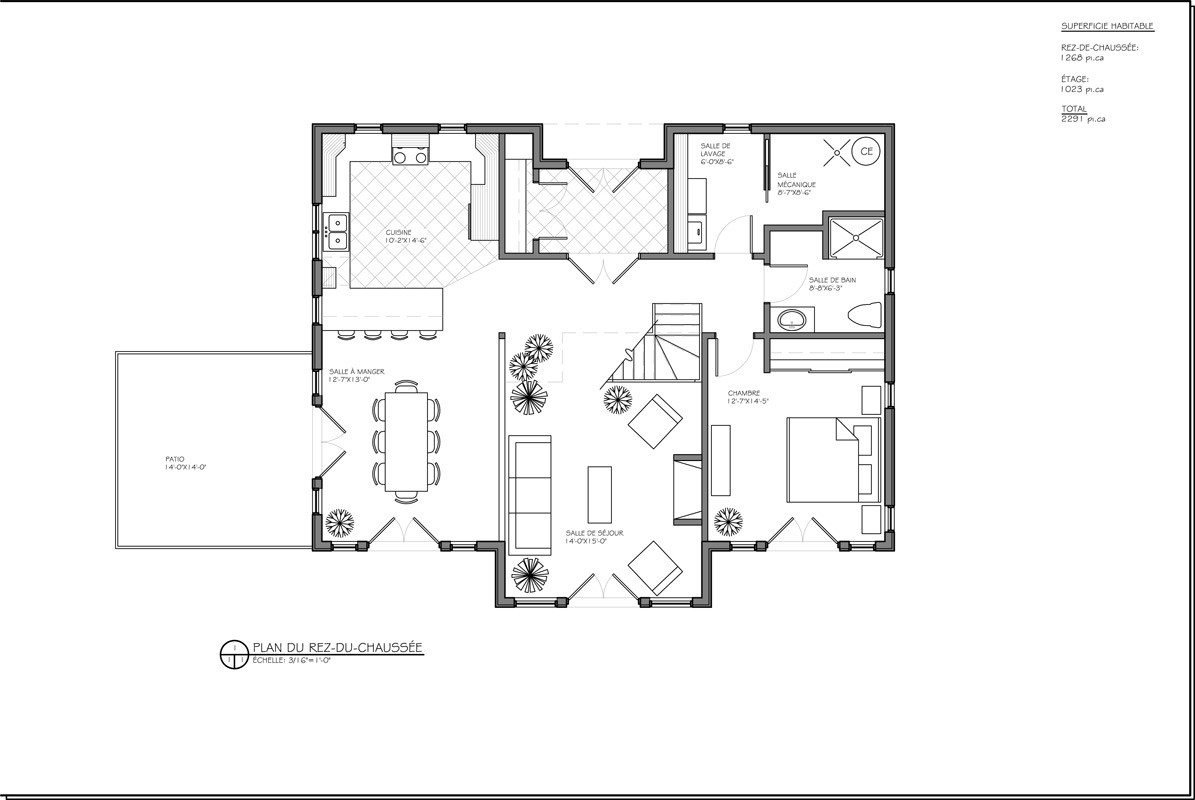 SUPERFICIE HABITABLE
REZ-DE-CHAUSSÉE:
1268 pi.ca
ÉTAGE:
1023 pi.ca
TOTAL
2291 pi.ca
SALLE DE
LAVAGE
6'-0"X8'-6"
CE
SALLE
MÉCANIQUE
8'-7"X8'-6"
CUISINE
10'-2"X14'-6"
SALLE DE BAIN
8'-8"X6'-3"
SALLE À MANGER
12'-7"X13'-0"
CHAMBRE
12'-7"X14'-5"
PATIO
14'-0"X14'-0"
SALLE DE SÉJOUR
14'-0"X15'-0"
PLAN DU REZ-DU-CHAUSSÉE
ÉCHELLE: 3/16"=1'-0"